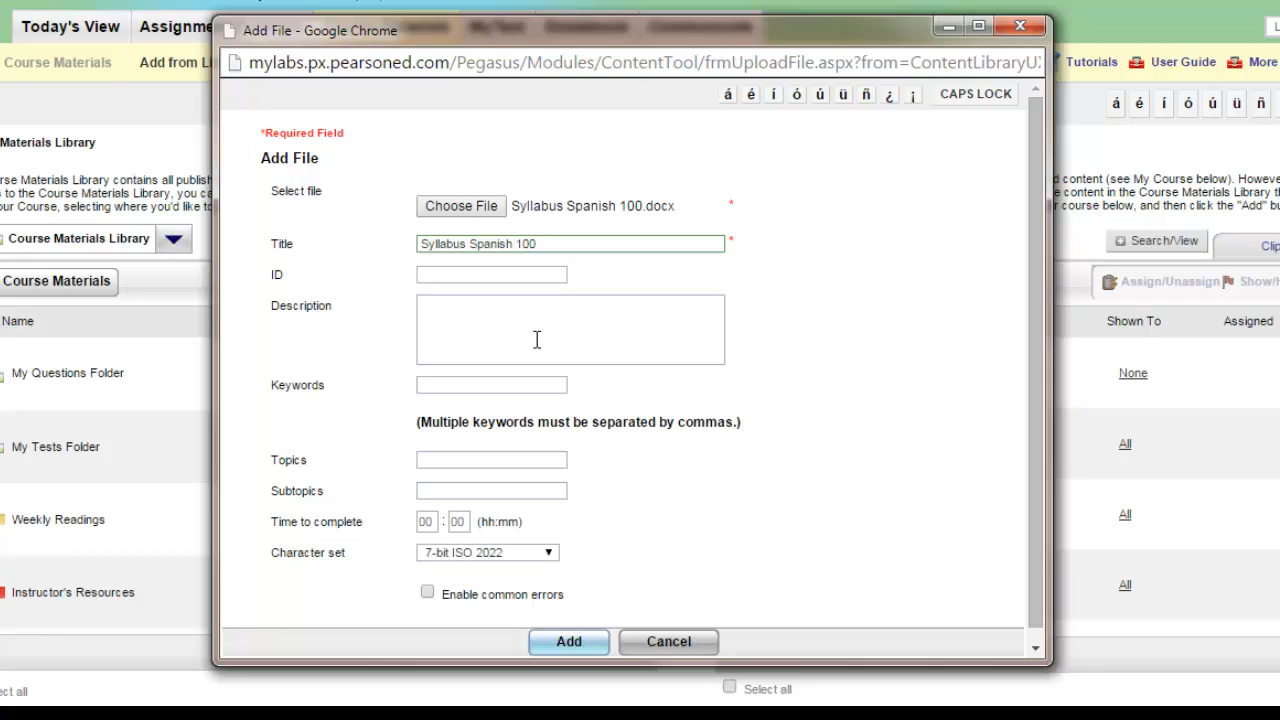 Today's View
Assignme
Add File - Google Chrome
Course Materials
Add from Li
mylabs.px.pearsoned.com/Pegasus/Modules/ContentTool/frmUploadFile.aspx?from=ContentLibraryU
Tutorials
User Guide
More
á é í ó ú ü ñ ¿ ¡ CAPS LOCK
á é í ó ú ü ñ
*Required Field
Materials Library
Add File
rse Materials Library contains all publis
s to the Course Materials Library, you ca
our Course, selecting where you'd like to
d content (see My Course below). Howeve
e content in the Course Materials Library th
r course below, and then click the "Add" bu
Select file
Choose File Syllabus Spanish 100.docx *
Title Syllabus Spanish 100 *
Course Materials Library
Search/View
Clip
ID
Course Materials
Assign/Unassign
Show/H
Description
Name
Shown To
Assigned
My Questions Folder
None
Keywords
(Multiple keywords must be separated by commas.)
My Tests Folder
All
Topics
Subtopics
Weekly Readings
All
Time to complete 00 : 00 (hh:mm)
Character set 7-bit ISO 2022
Instructor's Resources
All
Enable common errors
Add Cancel
ect all
Select all